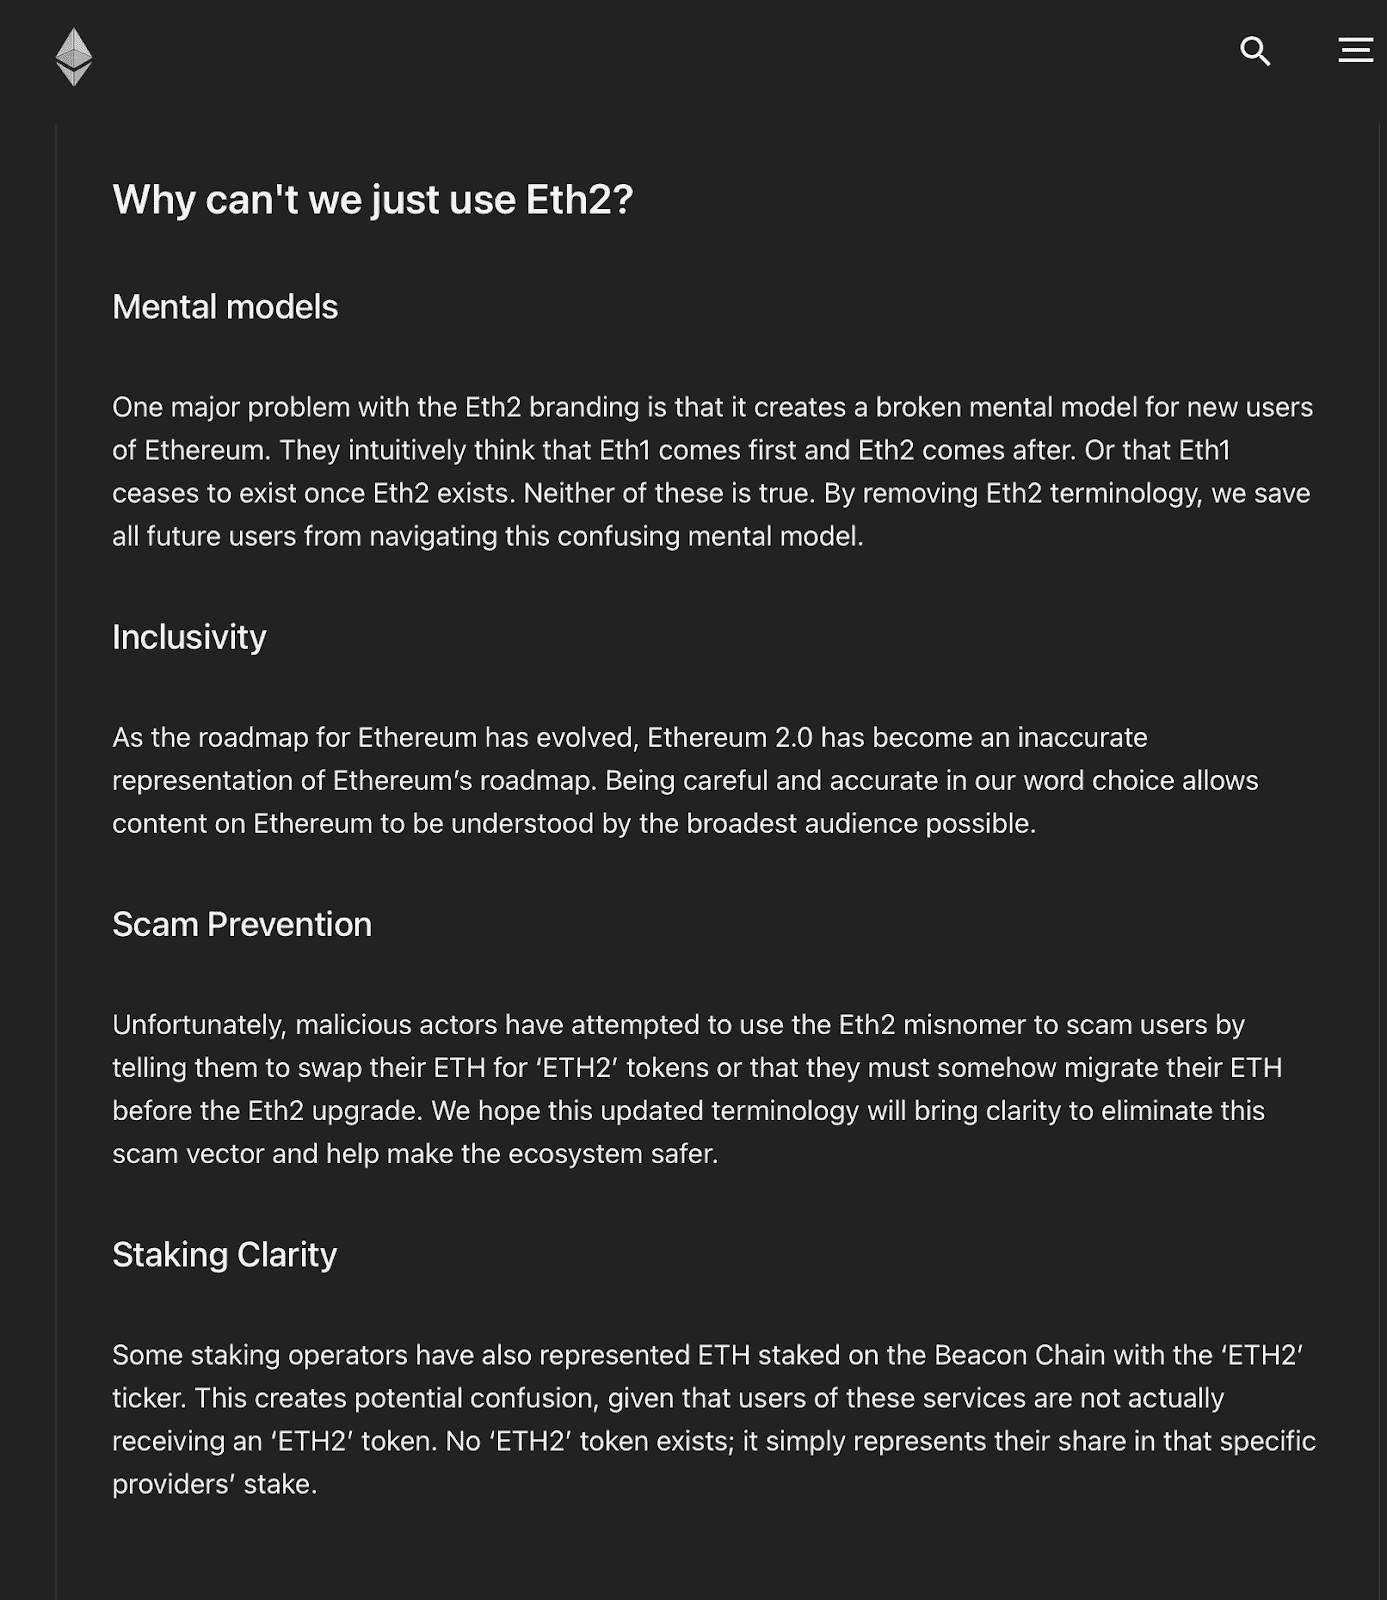 Why can't we just use Eth2?
Mental models
One major problem with the Eth2 branding is that it creates a broken mental model for new users
of Ethereum. They intuitively think that Eth1 comes first and Eth2 comes after. Or that Eth1
ceases to exist once Eth2 exists. Neither of these is true. By removing Eth2 terminology, we save
all future users from navigating this confusing mental model.
Inclusivity
As the roadmap for Ethereum has evolved, Ethereum 2.0 has become an inaccurate
representation of Ethereum’s roadmap. Being careful and accurate in our word choice allows
content on Ethereum to be understood by the broadest audience possible.
Scam Prevention
Unfortunately, malicious actors have attempted to use the Eth2 misnomer to scam users by
telling them to swap their ETH for ‘ETH2’ tokens or that they must somehow migrate their ETH
before the Eth2 upgrade. We hope this updated terminology will bring clarity to eliminate this
scam vector and help make the ecosystem safer.
Staking Clarity
Some staking operators have also represented ETH staked on the Beacon Chain with the ‘ETH2’
ticker. This creates potential confusion, given that users of these services are not actually
receiving an ‘ETH2’ token. No ‘ETH2’ token exists; it simply represents their share in that specific
providers’ stake.